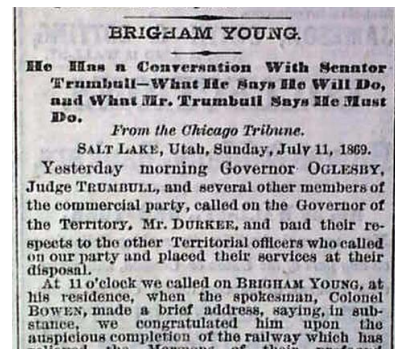 BRIGHAM YOUNG.
He Has a Conversation With Senator
Trumbull—What He Says He Will Do,
and What Mr. Trumbull Says He Must
Do.
From the Chicago Tribune.
SALT LAKE, Utah, Sunday, July 11, 1869.
Yesterday morning Governor OGLESBY,
Judge TRUMBULL, and several other members of
the commercial party, called on the Governor of
the Territory, Mr. DURKEE, and paid their re-
spects to the other Territorial officers who called
on our party and placed their services at their
disposal.
At 11 o'clock we called on BRIGHAM YOUNG, at
his residence, when the spokesman, Colonel
BOWEN, made a brief address, saying, in sub-
stance, we congratulated him upon the
auspicious completion of the railway which has
the Mormons of their